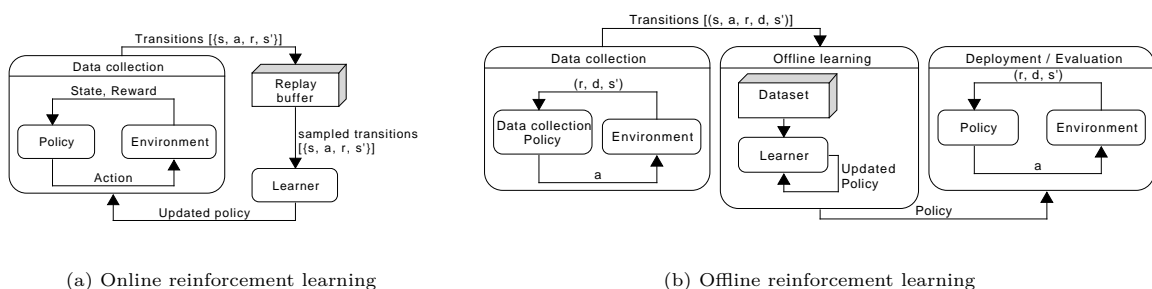 Transitions [{s, a, r, s'}]
Data collection
State, Reward
Policy
Environment
Action
Replay
buffer
sampled transitions
[{s, a, r, s'}]
Learner
Updated policy
(a) Online reinforcement learning
Transitions [(s, a, r, d, s')]
Data collection
(r, d, s')
Data collection
Policy
Environment
a
Offline learning
Dataset
Learner
Updated
Policy
Deployment / Evaluation
(r, d, s')
Policy
Environment
a
Policy
(b) Offline reinforcement learning